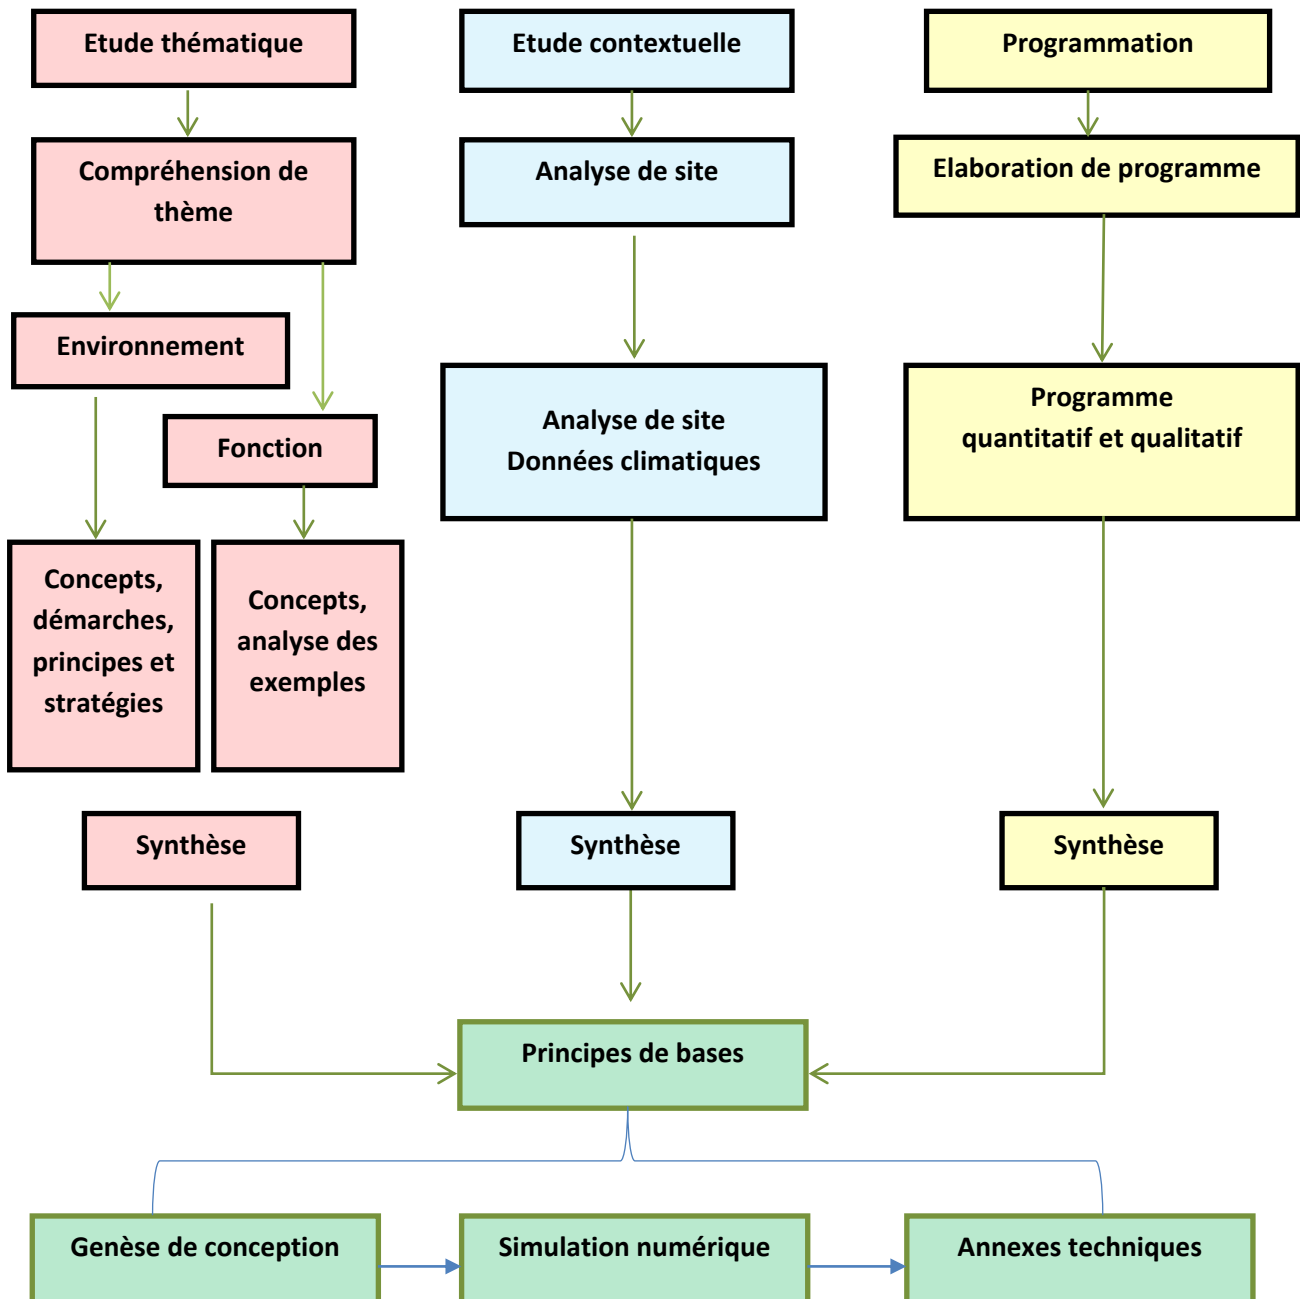 Etude thématique
Etude contextuelle
Programmation
Compréhension de
thème
Analyse de site
Elaboration de programme
Environnement
Fonction
Analyse de site
Données climatiques
Programme
quantitatif et qualitatif
Concepts,
démarches,
principes et
stratégies
Concepts,
analyse des
exemples
Synthèse
Synthèse
Synthèse
Principes de bases
Genèse de conception
Simulation numérique
Annexes techniques